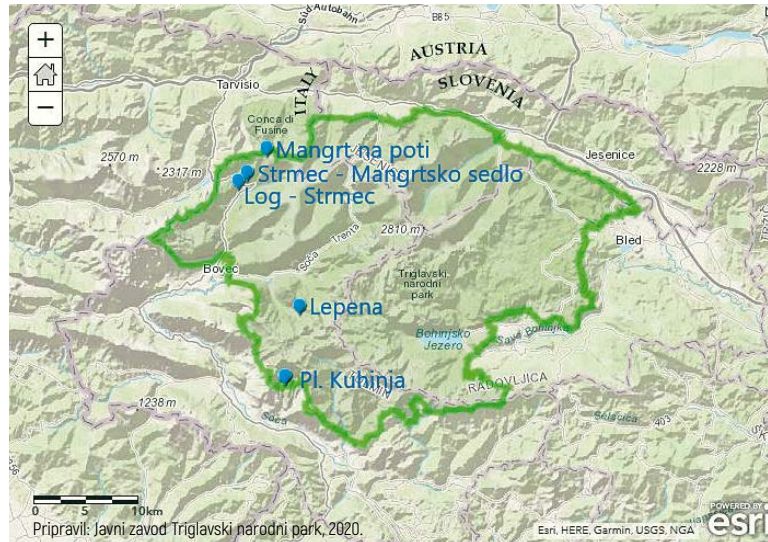 +
−
Süd Autobahn
B85
AUSTRIA
ITALY
SLOVENIA
Tarvisio
Conca di
Fusine
Mangrt na poti
2570 m
2317 m
Strmec - Mangrtsko sedlo
Log - Strmec
Jesenice
2228 m
Soča
Trenta
2810 m
Bled
Bovec
Triglavski
narodni
park
Lepena
Bohinjsko
Jezero
Sava Bohinjka
Pl. Kuhinja
RADOVLJICA
1238 m
Soča
Selščica
403
0
5
10km
Pripravil: Javni zavod Triglavski narodni park, 2020.
Esri, HERE, Garmin, USGS, NGA
POWERED BY
esri